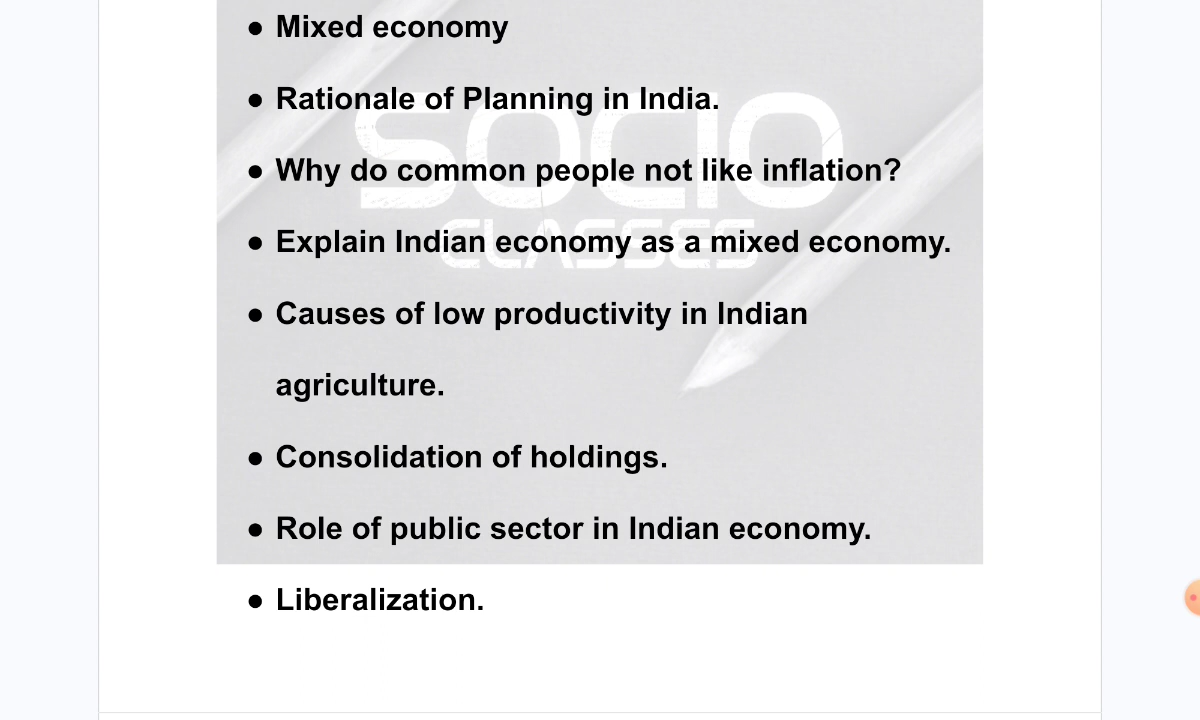 ● Mixed economy
● Rationale of Planning in India.
SOCIO
● Why do common people not like inflation?
CLASSES
● Explain Indian economy as a mixed economy.
● Causes of low productivity in Indian
agriculture.
● Consolidation of holdings.
● Role of public sector in Indian economy.
● Liberalization.